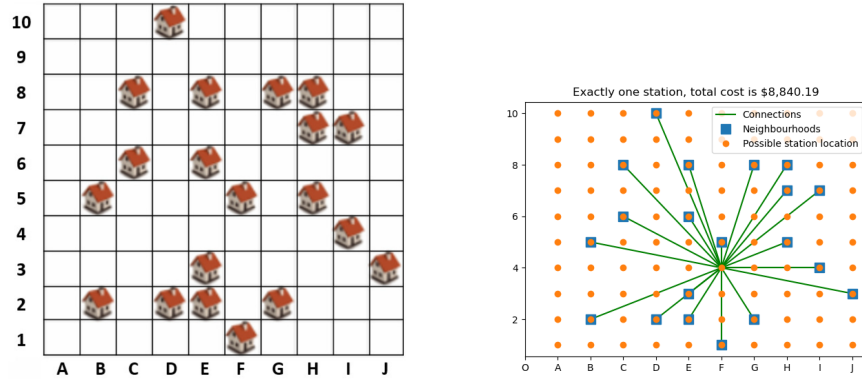 10
9
8
7
6
5
4
3
2
1
A B C D E F G H I J
Exactly one station, total cost is $8,840.19
Connections
Neighbourhoods
Possible station location
10
8
6
4
2
O A B C D E F G H I J